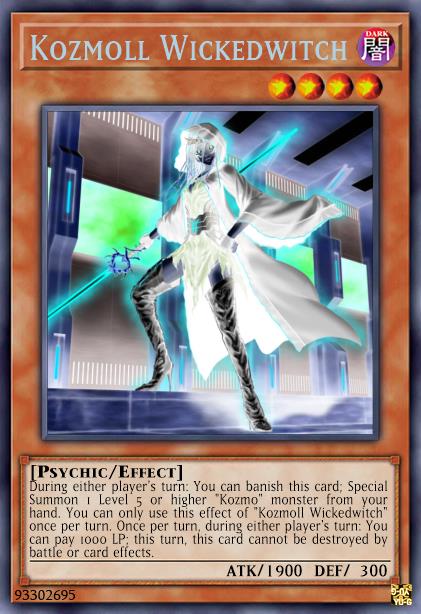 Kozmoll Wickedwitch
DARK
闇
[Psychic/Effect]
During either player's turn: You can banish this card; Special
Summon 1 Level 5 or higher "Kozmo" monster from your
hand. You can only use this effect of "Kozmoll Wickedwitch"
once per turn. Once per turn, during either player's turn: You
can pay 1000 LP; this turn, this card cannot be destroyed by
battle or card effects.
ATK/1900 DEF/ 300
93302695